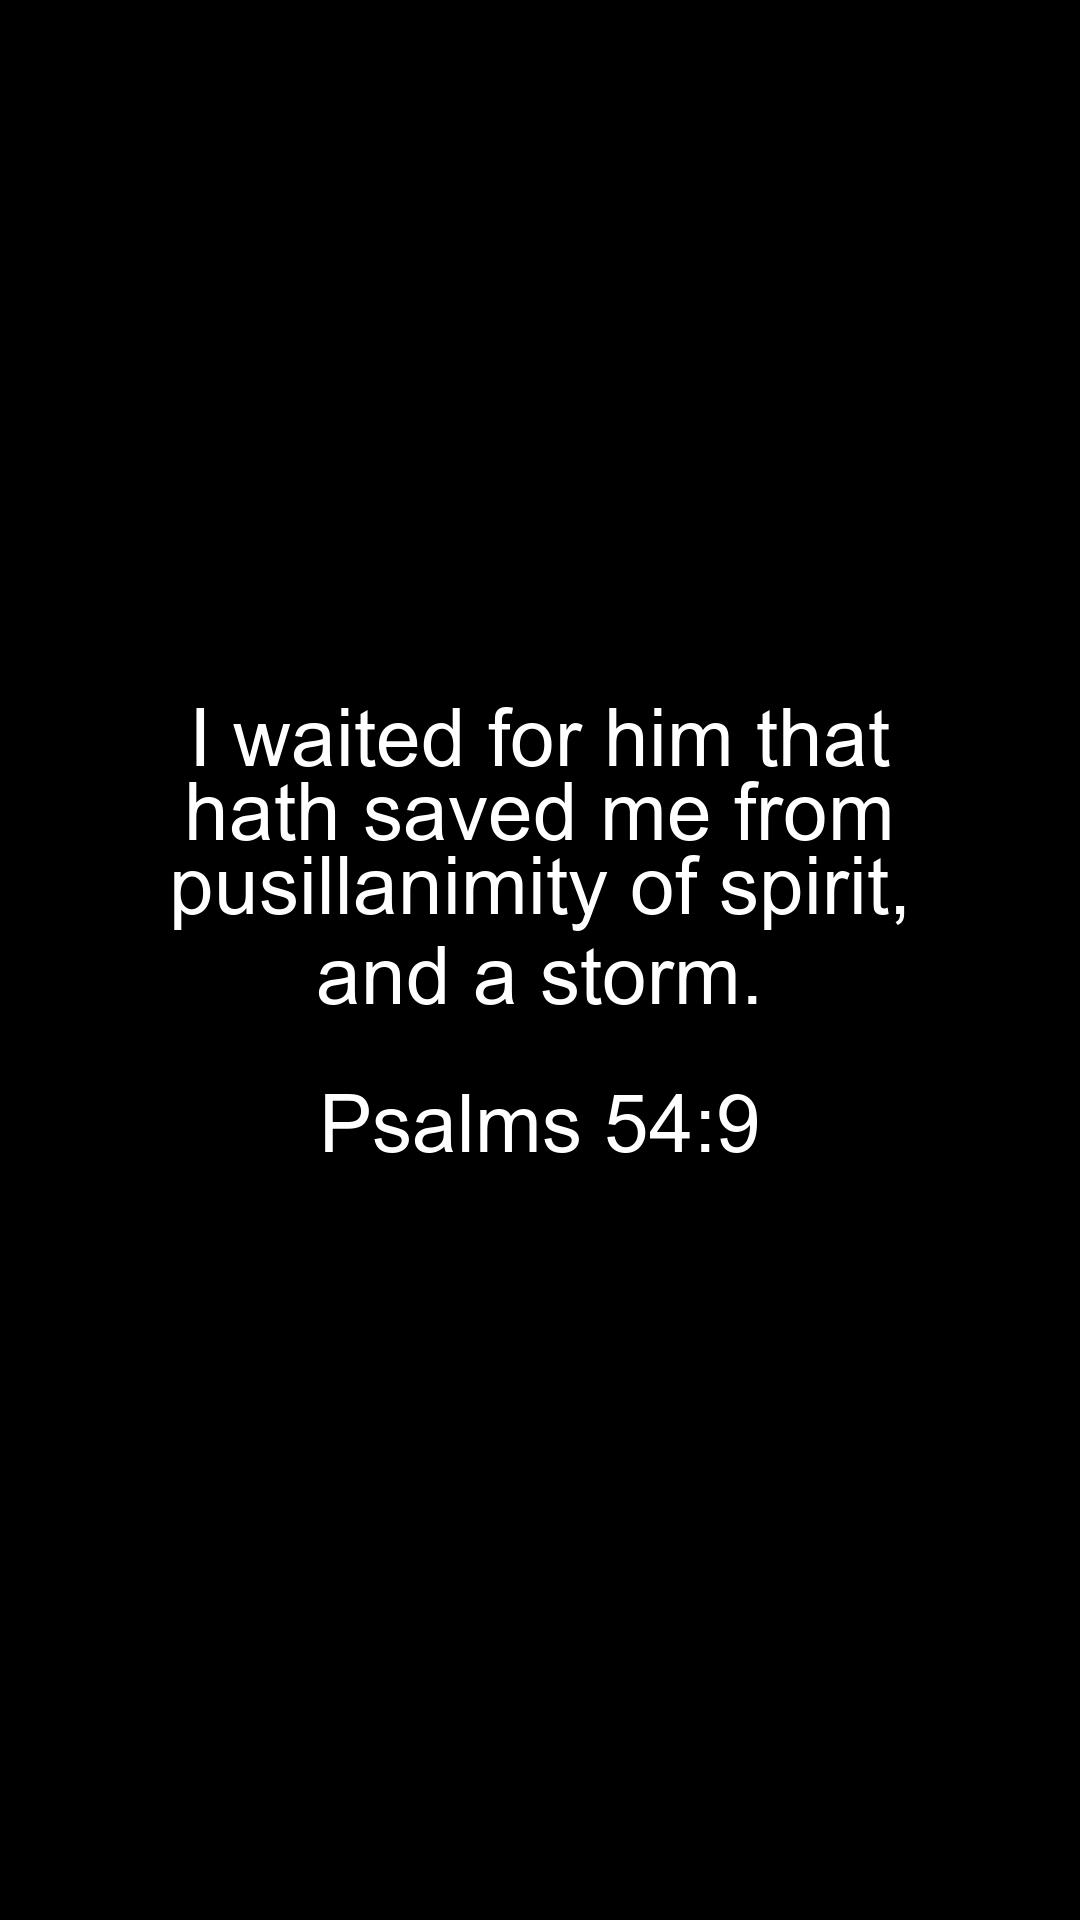 I waited for him that
hath saved me from
pusillanimity of spirit,
and a storm.
Psalms 54:9